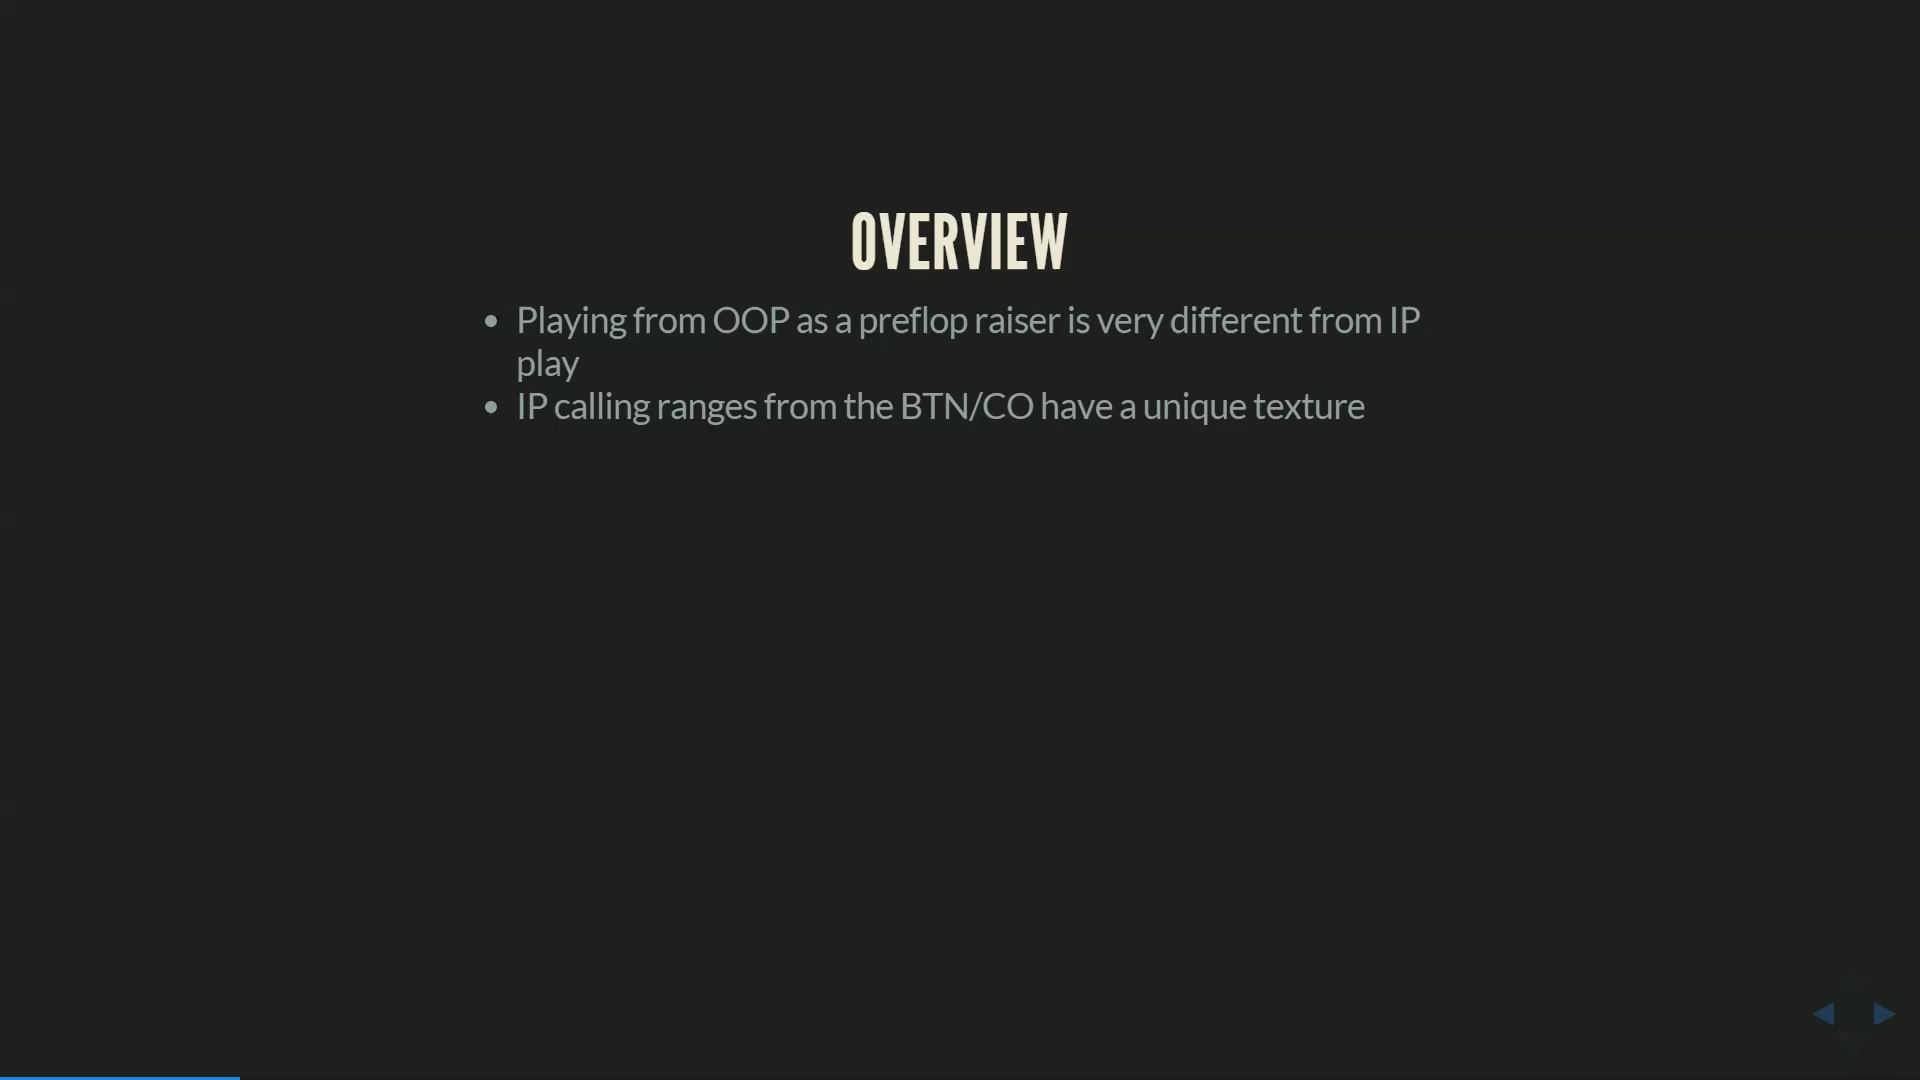 OVERVIEW
• Playing from OOP as a preflop raiser is very different from IP
play
• IP calling ranges from the BTN/CO have a unique texture